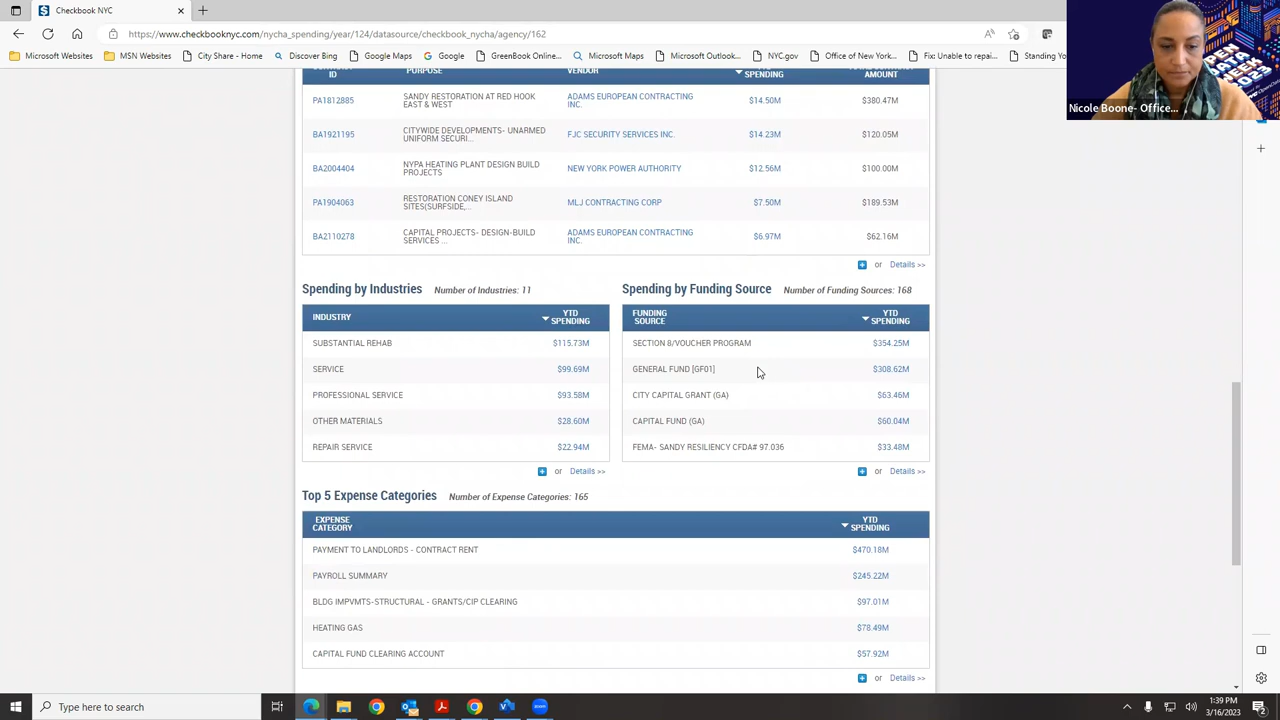 Checkbook NYC
https://www.checkbooknyc.com/nycha_spending/year/124/datasource/checkbook_nycha/agency/162
Microsoft Websites MSN Websites City Share - Home Discover Bing Google Maps Google GreenBook Online... Microsoft Maps Microsoft Outlook... NYC.gov Office of New York... Fix: Unable to repai... Standing Yo
Nicole Boone- Office...
ID PURPOSE VENDOR SPENDING AMOUNT
PA1812885 SANDY RESTORATION AT RED HOOK EAST & WEST ADAMS EUROPEAN CONTRACTING INC. $14.50M $380.47M
BA1921195 CITYWIDE DEVELOPMENTS- UNARMED UNIFORM SECURI... FJC SECURITY SERVICES INC. $14.23M $120.05M
BA2004404 NYPA HEATING PLANT DESIGN BUILD PROJECTS NEW YORK POWER AUTHORITY $12.56M $100.00M
PA1904063 RESTORATION CONEY ISLAND SITES(SURFSIDE,... MLJ CONTRACTING CORP $7.50M $189.53M
BA2110278 CAPITAL PROJECTS- DESIGN-BUILD SERVICES ... ADAMS EUROPEAN CONTRACTING INC. $6.97M $62.16M
or Details >>
Spending by Industries Number of Industries: 11
INDUSTRY YTD SPENDING
SUBSTANTIAL REHAB $115.73M
SERVICE $99.69M
PROFESSIONAL SERVICE $93.58M
OTHER MATERIALS $28.60M
REPAIR SERVICE $22.94M
or Details >>
Spending by Funding Source Number of Funding Sources: 168
FUNDING SOURCE YTD SPENDING
SECTION 8/VOUCHER PROGRAM $354.25M
GENERAL FUND [GF01] $308.62M
CITY CAPITAL GRANT (GA) $63.46M
CAPITAL FUND (GA) $60.04M
FEMA- SANDY RESILIENCY CFDA# 97.036 $33.48M
or Details >>
Top 5 Expense Categories Number of Expense Categories: 165
EXPENSE CATEGORY YTD SPENDING
PAYMENT TO LANDLORDS - CONTRACT RENT $470.18M
PAYROLL SUMMARY $245.22M
BLDG IMPVMTS-STRUCTURAL - GRANTS/CIP CLEARING $97.01M
HEATING GAS $78.49M
CAPITAL FUND CLEARING ACCOUNT $57.92M
or Details >>
Type here to search
1:39 PM
3/16/2023